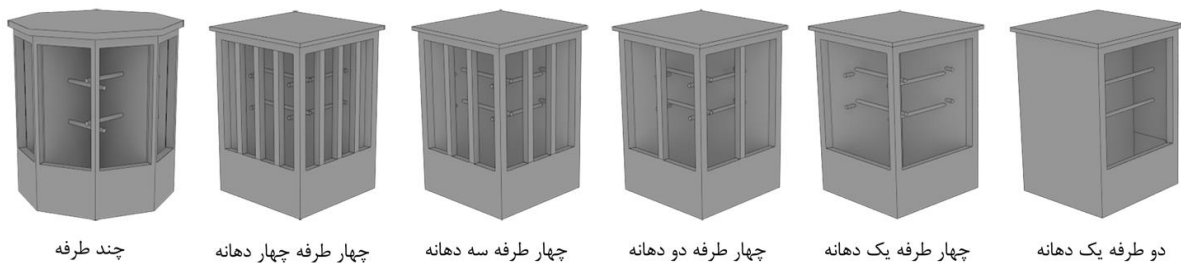 دو طرفه یک دهانه
چهار طرفه یک دهانه
چهار طرفه دو دهانه
چهار طرفه سه دهانه
چهار طرفه چهار دهانه
چند طرفه